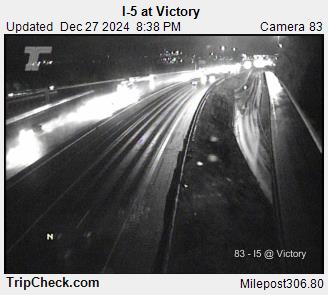 I-5 at Victory
Updated Dec 27 2024 8:38 PM Camera 83
N
83 - I5 @ Victory
TripCheck.com Milepost306.80